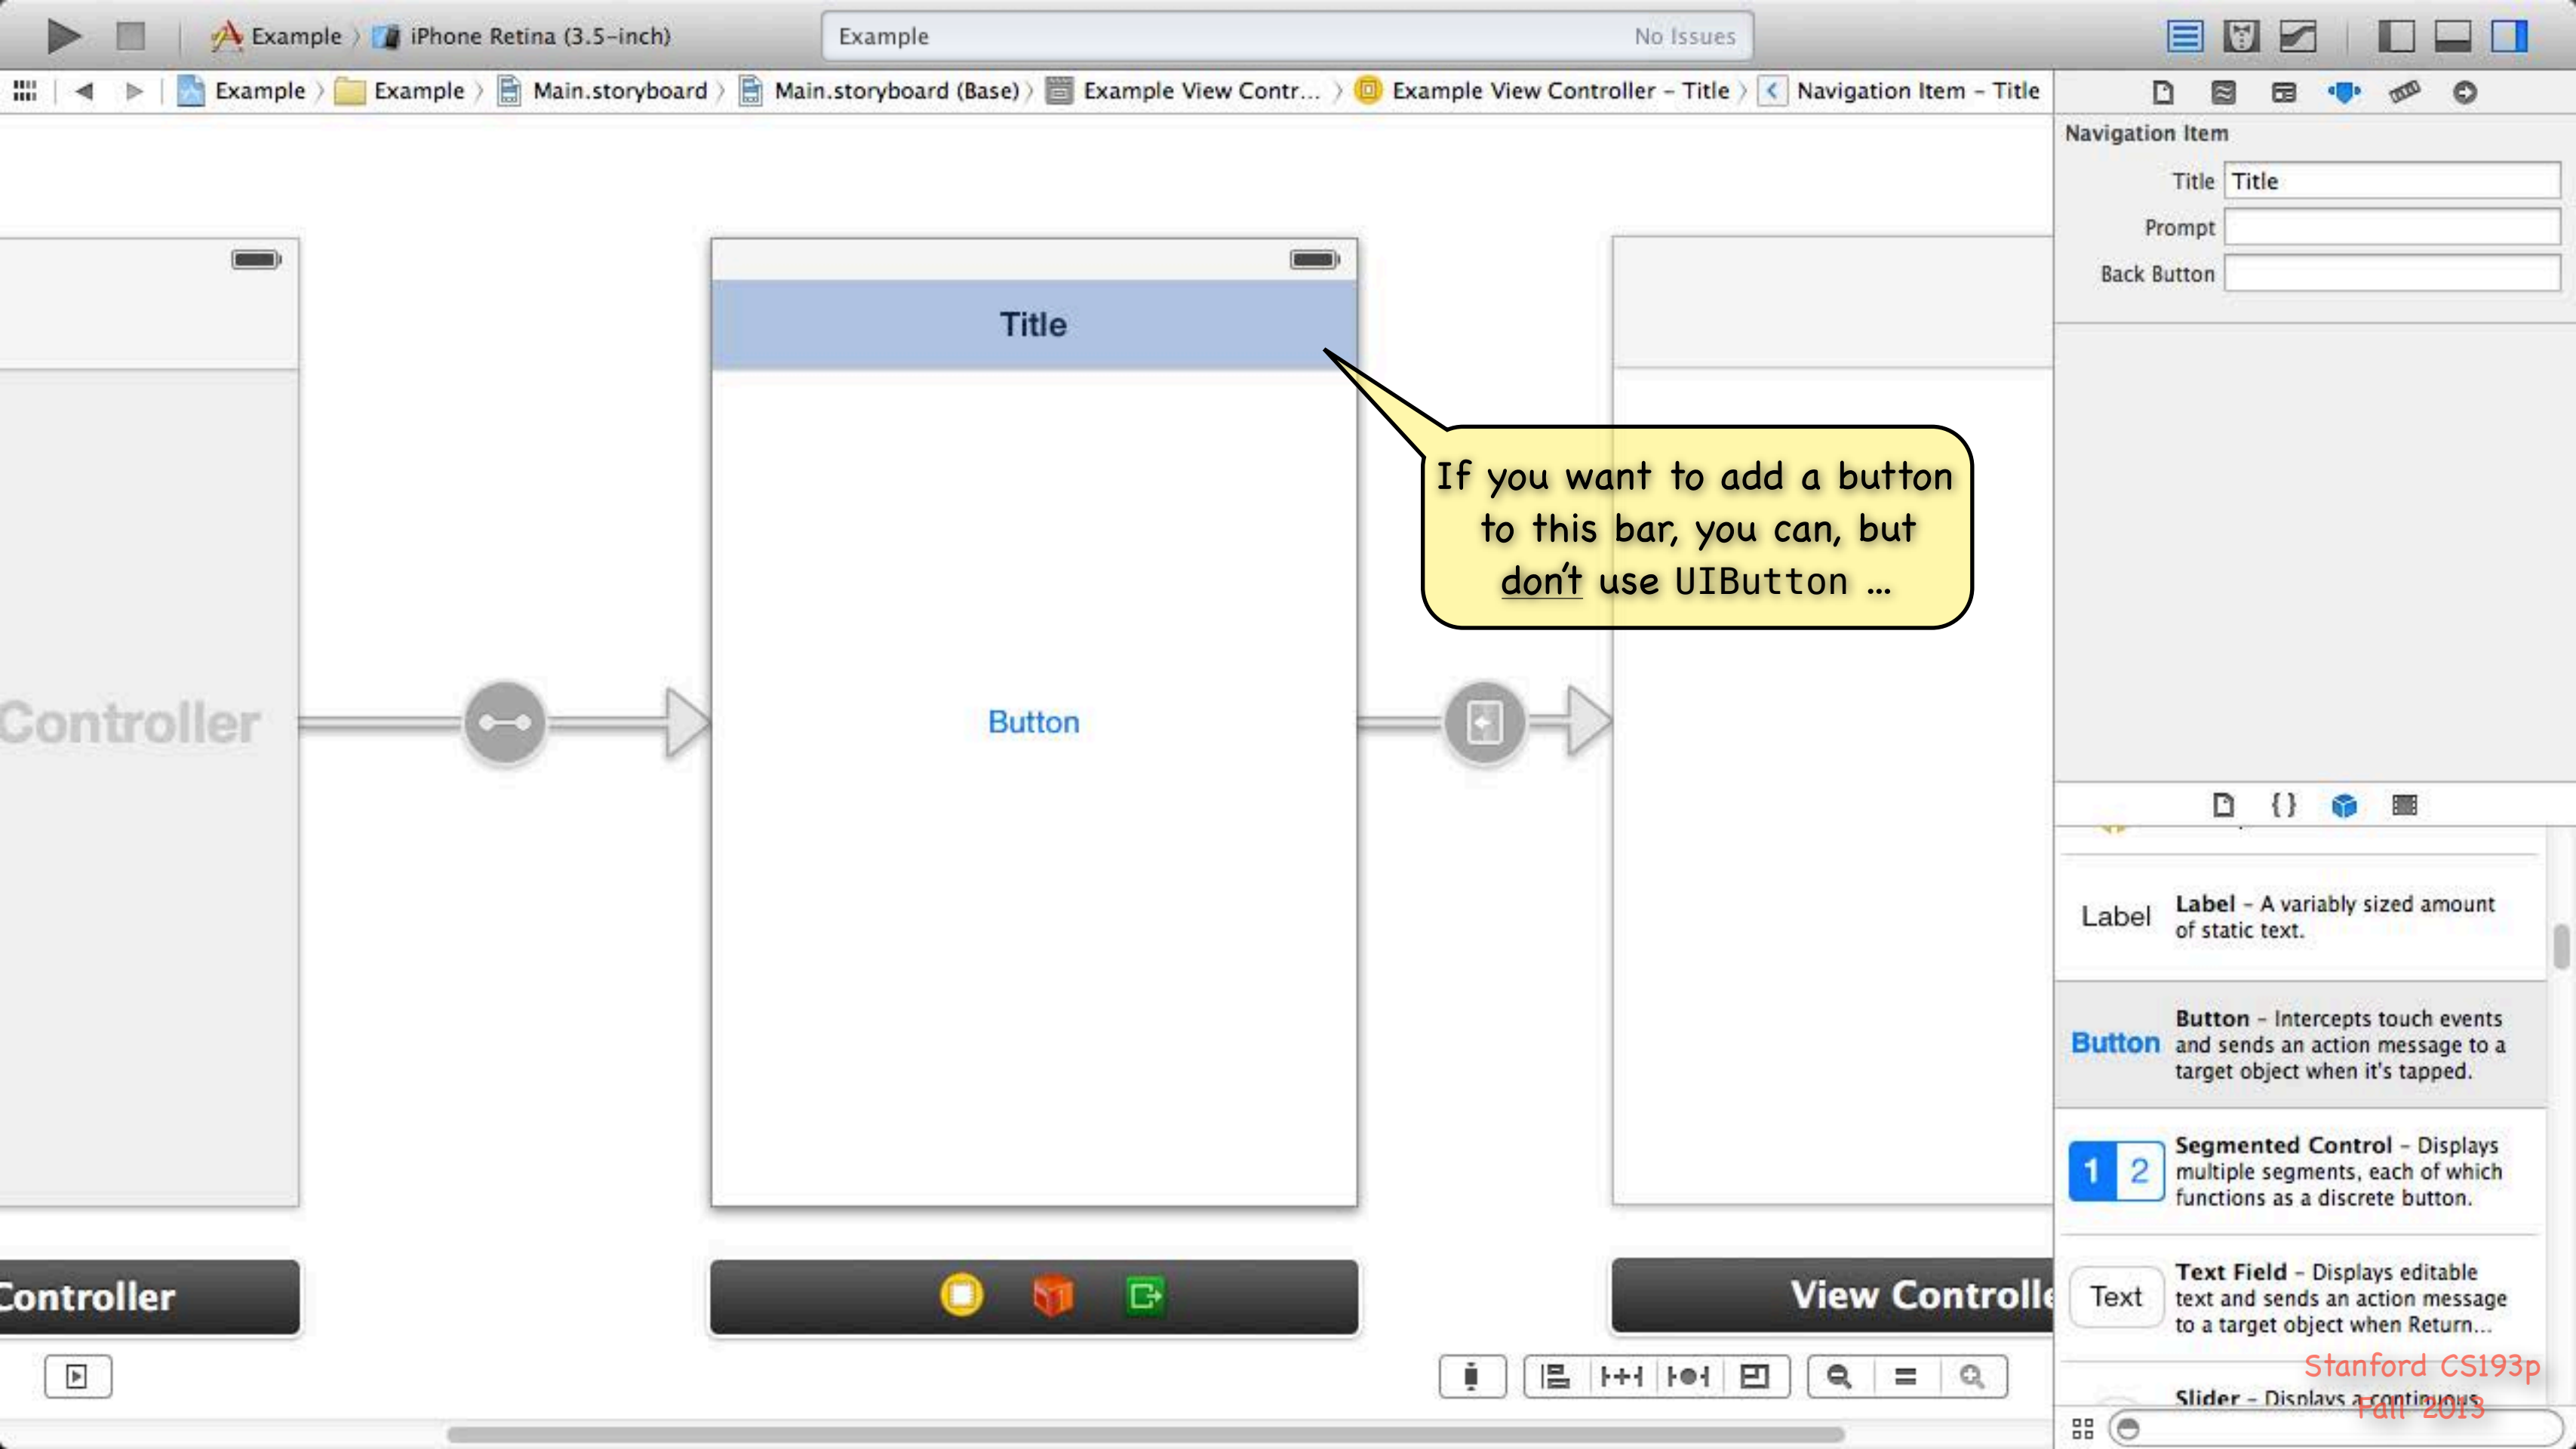 Example 〉 iPhone Retina (3.5-inch)
Example
No Issues
Example 〉 Example 〉 Main.storyboard 〉 Main.storyboard (Base) 〉 Example View Contr... 〉 Example View Controller – Title 〉 Navigation Item – Title
Navigation Item
Title Title
Prompt
Back Button
Title
If you want to add a button
to this bar, you can, but
don't use UIButton ...
Controller
Button
Label
Label – A variably sized amount
of static text.
Button
Button – Intercepts touch events
and sends an action message to a
target object when it's tapped.
1 2
Segmented Control – Displays
multiple segments, each of which
functions as a discrete button.
Text
Text Field – Displays editable
text and sends an action message
to a target object when Return...
Slider – Displays a continuous
Controller
View Controlle
Stanford CS193p
Fall 2013